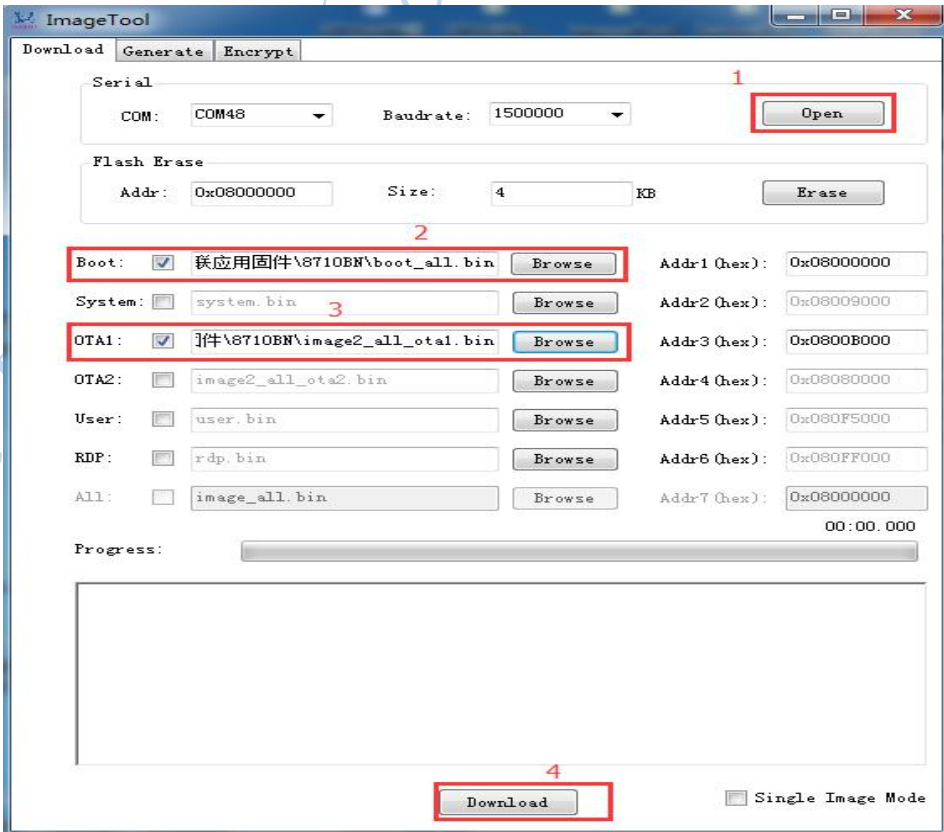 ImageTool
Download Generate Encrypt
Serial
1
COM: COM48 Baudrate: 1500000 Open
Flash Erase
Addr: 0x08000000 Size: 4 KB Erase
2
Boot: 联应用固件\8710BN\boot_all.bin Browse Addr1(hex): 0x08000000
System: system.bin Browse Addr2(hex): 0x08009000
3
OTA1: 件\8710BN\image2_all_ota1.bin Browse Addr3(hex): 0x0800B000
OTA2: image2_all_ota2.bin Browse Addr4(hex): 0x08080000
User: user.bin Browse Addr5(hex): 0x080F5000
RDP: rdp.bin Browse Addr6(hex): 0x080FF000
All: image_all.bin Browse Addr7(hex): 0x08000000
00:00.000
Progress:
4
Download Single Image Mode